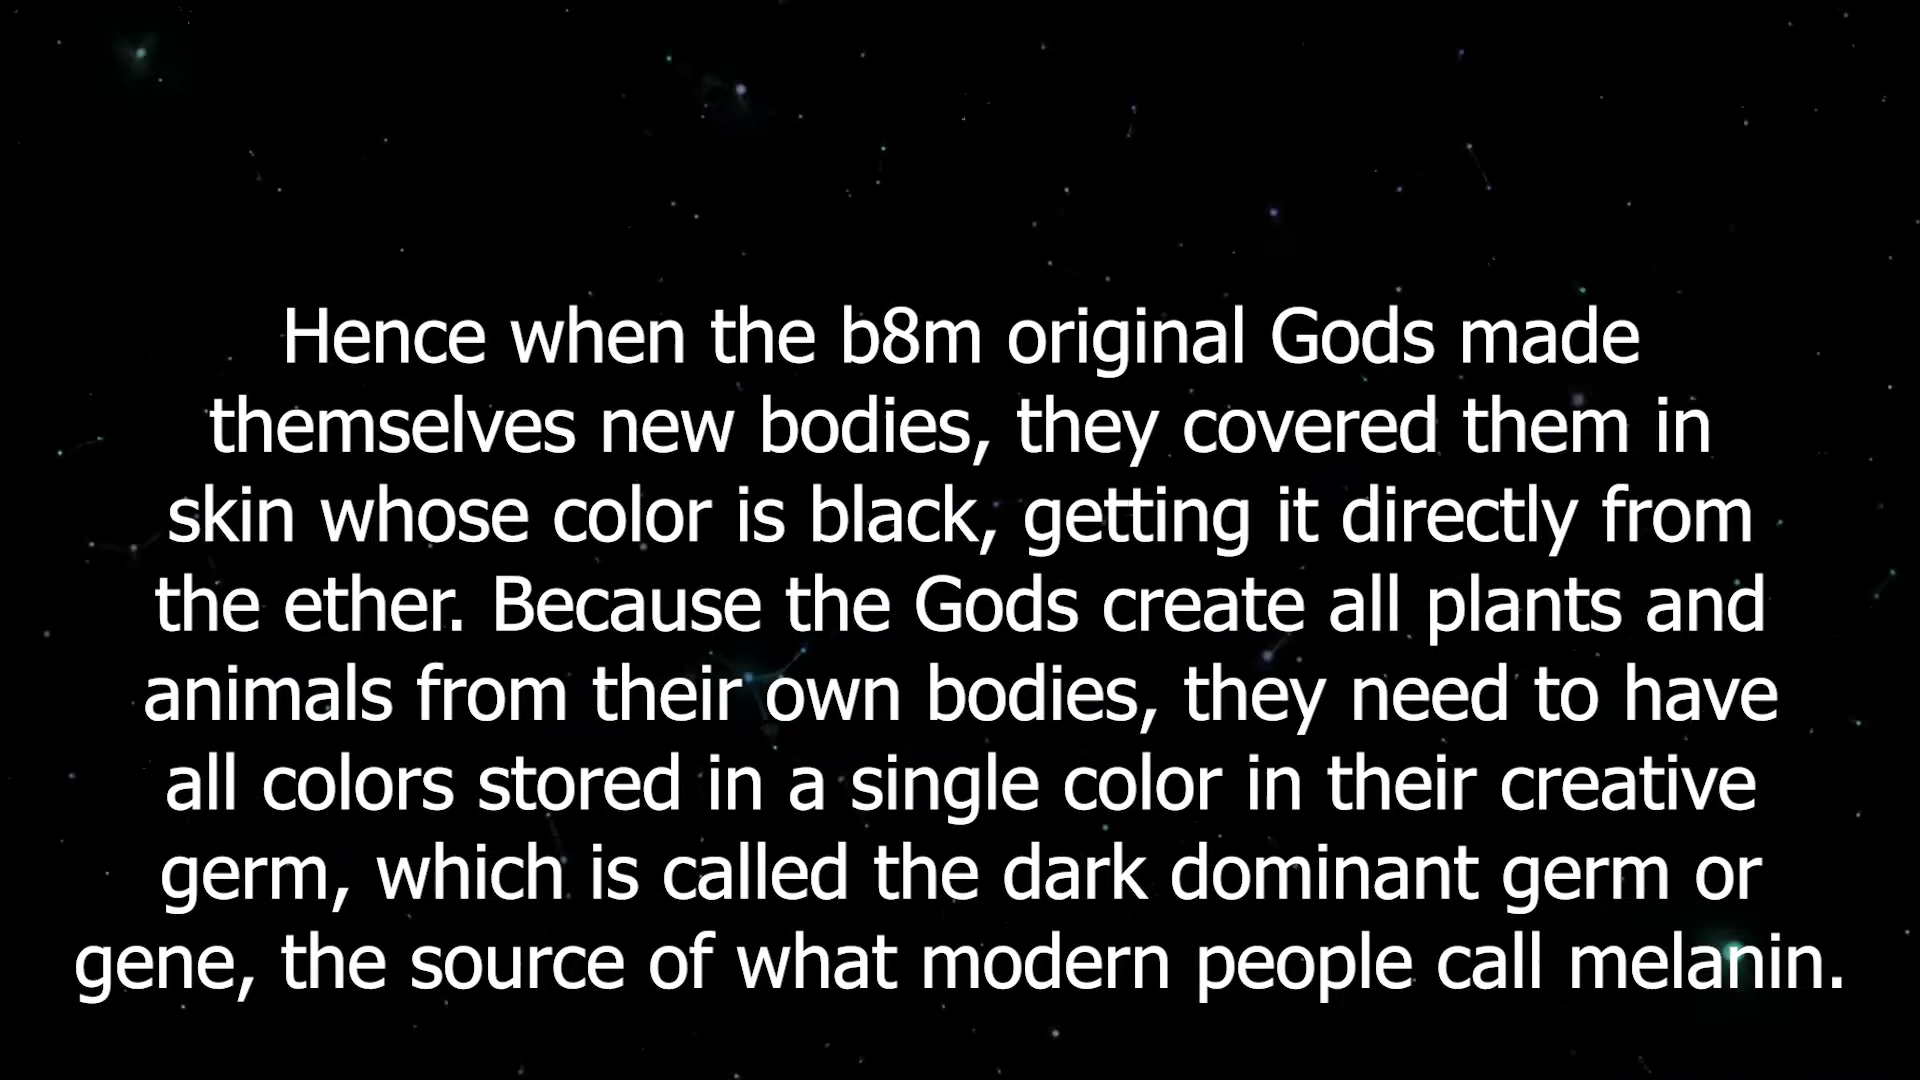 Hence when the b8m original Gods made
themselves new bodies, they covered them in
skin whose color is black, getting it directly from
the ether. Because the Gods create all plants and
animals from their own bodies, they need to have
all colors stored in a single color in their creative
germ, which is called the dark dominant germ or
gene, the source of what modern people call melanin.